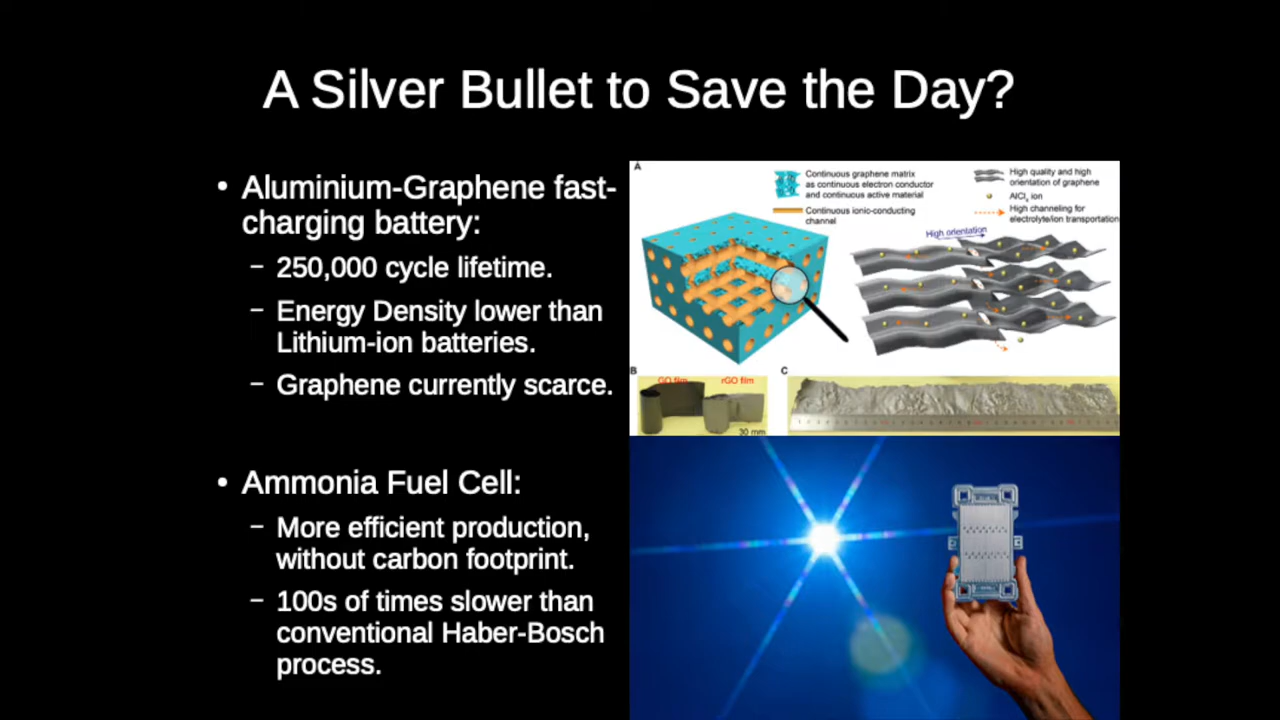 A Silver Bullet to Save the Day?
• Aluminium-Graphene fast-
charging battery:
– 250,000 cycle lifetime.
– Energy Density lower than
Lithium-ion batteries.
– Graphene currently scarce.
• Ammonia Fuel Cell:
– More efficient production,
without carbon footprint.
– 100s of times slower than
conventional Haber-Bosch
process.
A
Continuous graphene matrix
as continuous electron conductor
and continuous active material
Continuous ionic-conducting
channel
High quality and high
orientation of graphene
AlCl4 ion
High channeling for
electrolyte/ion transportation
High orientation
B
GO film
rGO film
30 mm
C